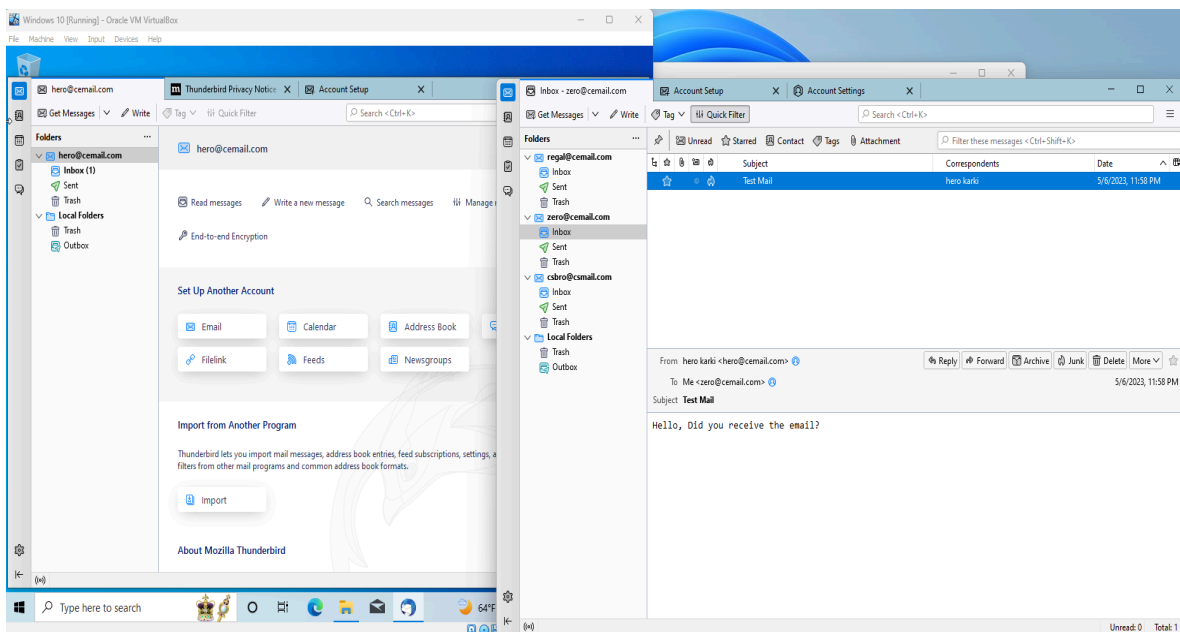 Windows 10 [Running] - Oracle VM VirtualBox
File Machine View Input Devices Help
hero@cemail.com
Thunderbird Privacy Notice X
Account Setup X
Get Messages
Write
Tag
Quick Filter
Search <Ctrl+K>
Folders
hero@cemail.com
Inbox (1)
Sent
Trash
Local Folders
Trash
Outbox
hero@cemail.com
Read messages
Write a new message
Search messages
Manage
End-to-end Encryption
Set Up Another Account
Email
Calendar
Address Book
Filelink
Feeds
Newsgroups
Import from Another Program
Thunderbird lets you import mail messages, address book entries, feed subscriptions, settings, a
filters from other mail programs and common address book formats.
Import
About Mozilla Thunderbird
Type here to search
64°F
Inbox - zero@cemail.com
Account Setup X
Account Settings X
Get Messages
Write
Tag
Quick Filter
Search <Ctrl+K>
Folders
regal@cemail.com
Inbox
Sent
Trash
zero@cemail.com
Inbox
Sent
Trash
csbro@csmail.com
Inbox
Sent
Trash
Local Folders
Trash
Outbox
Unread Starred Contact Tags Attachment
Filter these messages <Ctrl+Shift+K>
Subject Correspondents Date
Test Mail hero karki 5/6/2023, 11:58 PM
From hero karki <hero@cemail.com>
Reply Forward Archive Junk Delete More
To Me <zero@cemail.com> 5/6/2023, 11:58 PM
Subject Test Mail
Hello, Did you receive the email?
Unread: 0 Total: 1